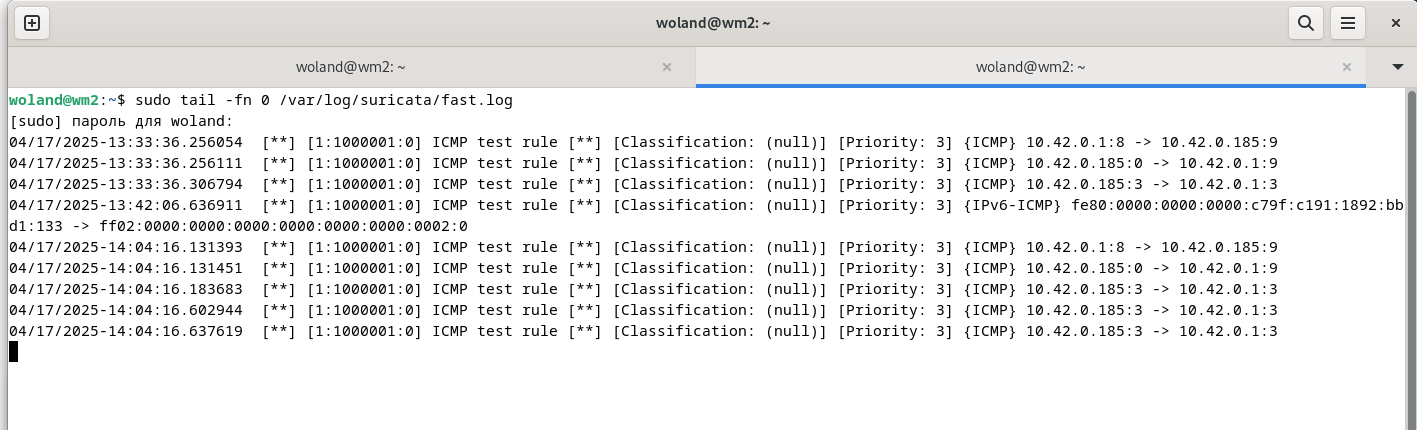 woland@wm2: ~
woland@wm2: ~
woland@wm2: ~
woland@wm2:~$ sudo tail -fn 0 /var/log/suricata/fast.log
[sudo] пароль для woland:
04/17/2025-13:33:36.256054  [**] [1:1000001:0] ICMP test rule [**] [Classification: (null)] [Priority: 3] {ICMP} 10.42.0.1:8 -> 10.42.0.185:9
04/17/2025-13:33:36.256111  [**] [1:1000001:0] ICMP test rule [**] [Classification: (null)] [Priority: 3] {ICMP} 10.42.0.185:0 -> 10.42.0.1:9
04/17/2025-13:33:36.306794  [**] [1:1000001:0] ICMP test rule [**] [Classification: (null)] [Priority: 3] {ICMP} 10.42.0.185:3 -> 10.42.0.1:3
04/17/2025-13:42:06.636911  [**] [1:1000001:0] ICMP test rule [**] [Classification: (null)] [Priority: 3] {IPv6-ICMP} fe80:0000:0000:0000:c79f:c191:1892:bb
d1:133 -> ff02:0000:0000:0000:0000:0000:0000:0002:0
04/17/2025-14:04:16.131393  [**] [1:1000001:0] ICMP test rule [**] [Classification: (null)] [Priority: 3] {ICMP} 10.42.0.1:8 -> 10.42.0.185:9
04/17/2025-14:04:16.131451  [**] [1:1000001:0] ICMP test rule [**] [Classification: (null)] [Priority: 3] {ICMP} 10.42.0.185:0 -> 10.42.0.1:9
04/17/2025-14:04:16.183683  [**] [1:1000001:0] ICMP test rule [**] [Classification: (null)] [Priority: 3] {ICMP} 10.42.0.185:3 -> 10.42.0.1:3
04/17/2025-14:04:16.602944  [**] [1:1000001:0] ICMP test rule [**] [Classification: (null)] [Priority: 3] {ICMP} 10.42.0.185:3 -> 10.42.0.1:3
04/17/2025-14:04:16.637619  [**] [1:1000001:0] ICMP test rule [**] [Classification: (null)] [Priority: 3] {ICMP} 10.42.0.185:3 -> 10.42.0.1:3